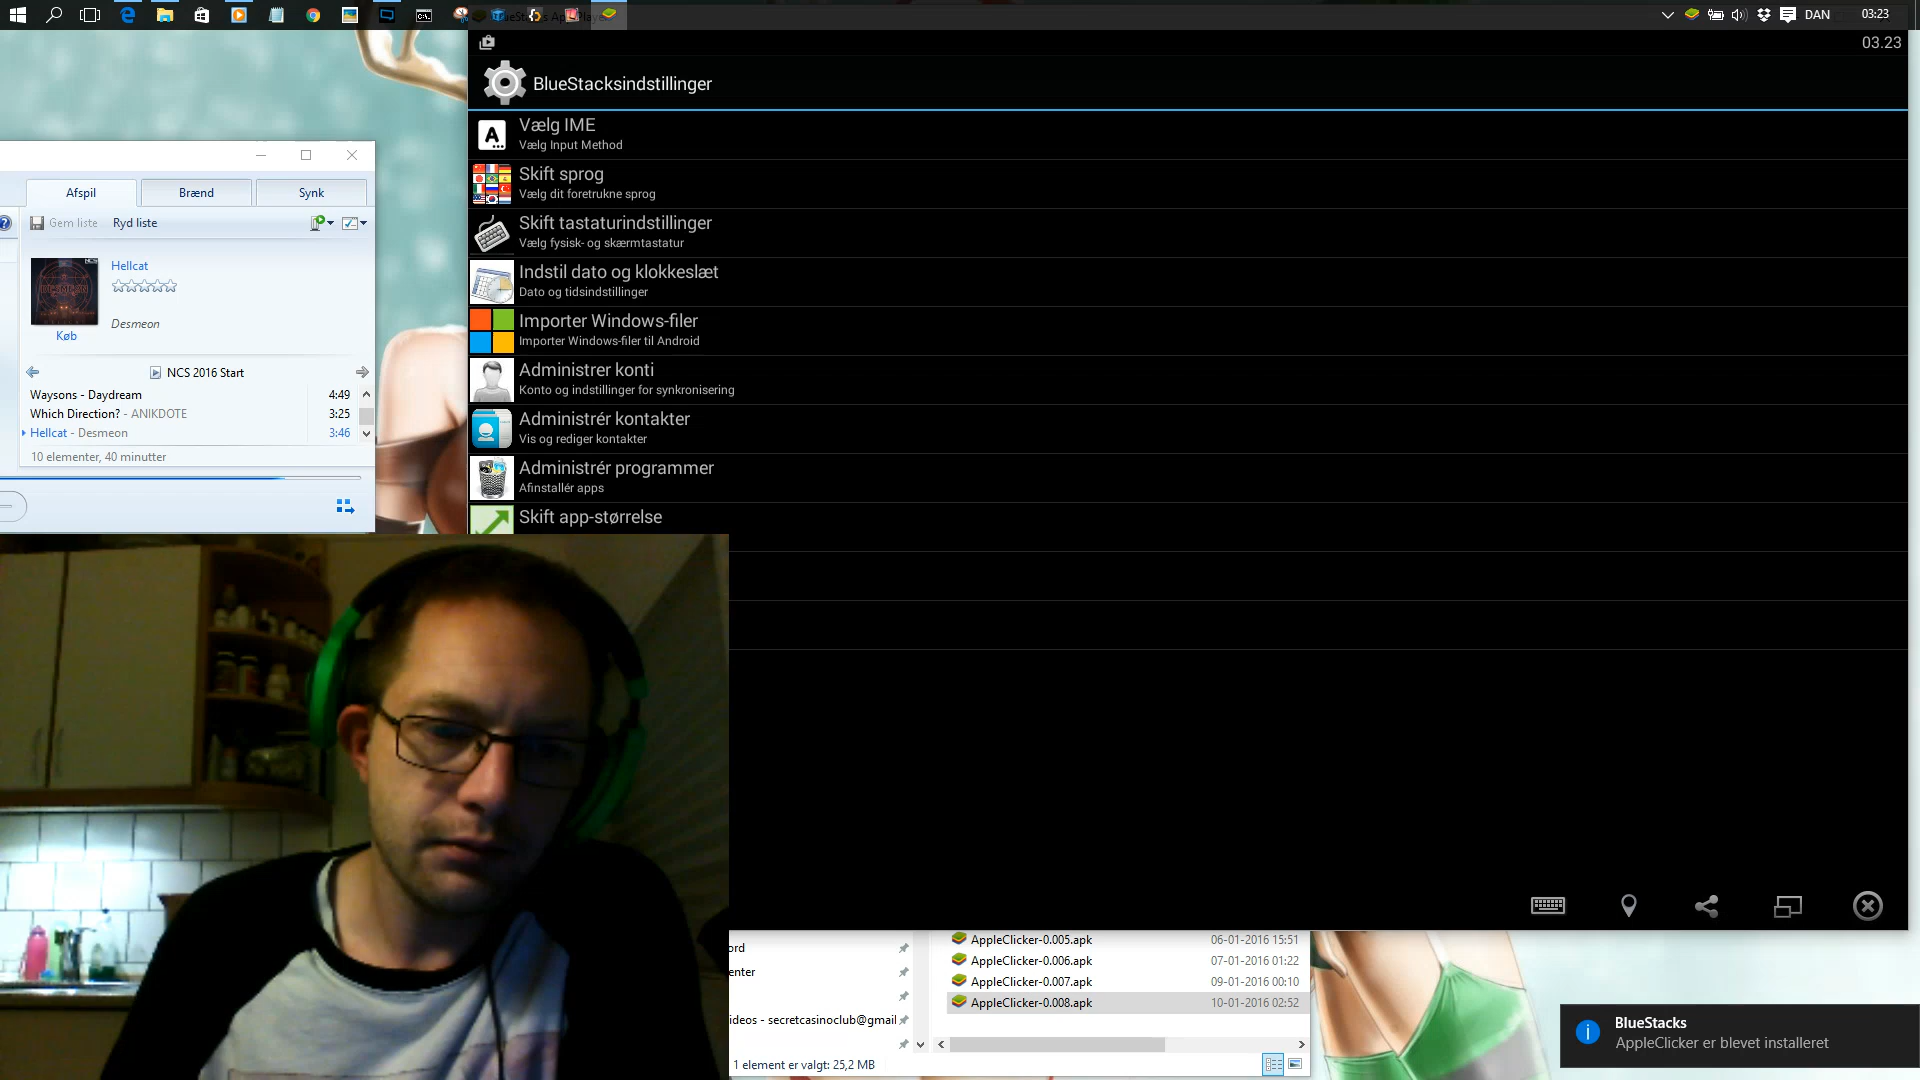 DAN
03:23
03.23
BlueStacksindstillinger
Vælg IME
Vælg Input Method
Skift sprog
Vælg dit foretrukne sprog
Skift tastaturindstillinger
Vælg fysisk- og skærmtastatur
Indstil dato og klokkeslæt
Dato og tidsindstillinger
Importer Windows-filer
Importer Windows-filer til Android
Administrer konti
Konto og indstillinger for synkronisering
Administrér kontakter
Vis og rediger kontakter
Administrér programmer
Afinstallér apps
Skift app-størrelse
Afspil
Brænd
Synk
Gem liste
Ryd liste
Hellcat
Desmeon
Køb
NCS 2016 Start
Waysons - Daydream 4:49
Which Direction? - ANIKDOTE 3:25
Hellcat - Desmeon 3:46
10 elementer, 40 minutter
ord
enter
ideos - secretcasinoclub@gmail
AppleClicker-0.005.apk 06-01-2016 15:51
AppleClicker-0.006.apk 07-01-2016 01:22
AppleClicker-0.007.apk 09-01-2016 00:10
AppleClicker-0.008.apk 10-01-2016 02:52
1 element er valgt: 25,2 MB
BlueStacks
AppleClicker er blevet installeret